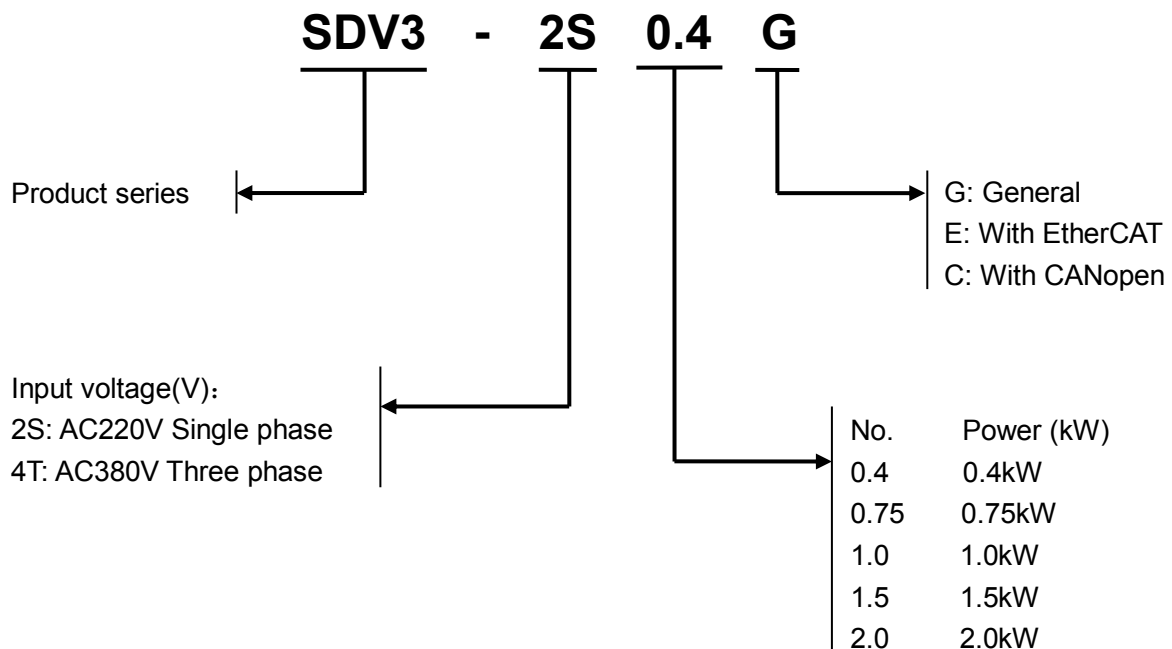 SDV3 - 2S 0.4 G
Product series
G: General
E: With EtherCAT
C: With CANopen
Input voltage(V)：
2S: AC220V Single phase
4T: AC380V Three phase
No. Power (kW)
0.4 0.4kW
0.75 0.75kW
1.0 1.0kW
1.5 1.5kW
2.0 2.0kW